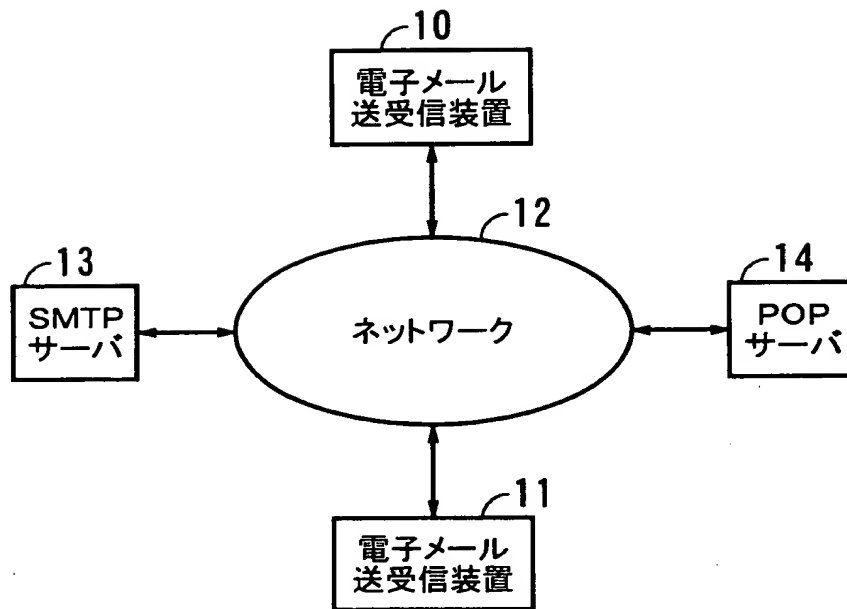 10
電子メール
送受信装置
12
13
SMTP
サーバ
ネットワーク
14
POP
サーバ
11
電子メール
送受信装置